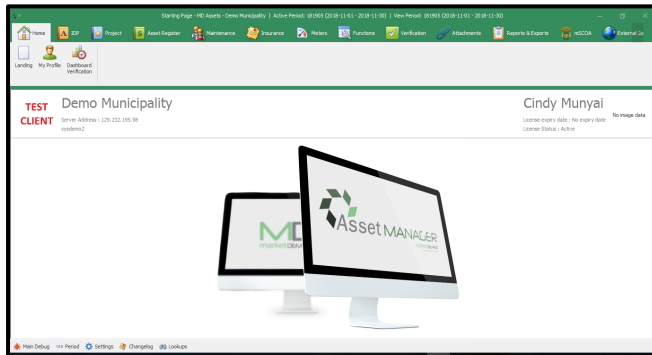 Starting Page - MD Assets - Demo Municipality | Active Period: 181905 (2018-11-01 - 2018-11-30) | View Period: 181905 (2018-11-01 - 2018-11-30)
Home IDP Project Asset Register Maintenance Insurance Meters Functions Verification Attachments Reports & Exports mSCOA
Landing My Profile Dashboard
Verification
TEST
CLIENT
Demo Municipality
Server Address : 129.232.195.98
sysdemo2
Cindy Munyai
License expiry date : No expiry date
License Status : Active
No image data
MD
Asset MANAGER
Main Debug Period Settings Changelog Lookups